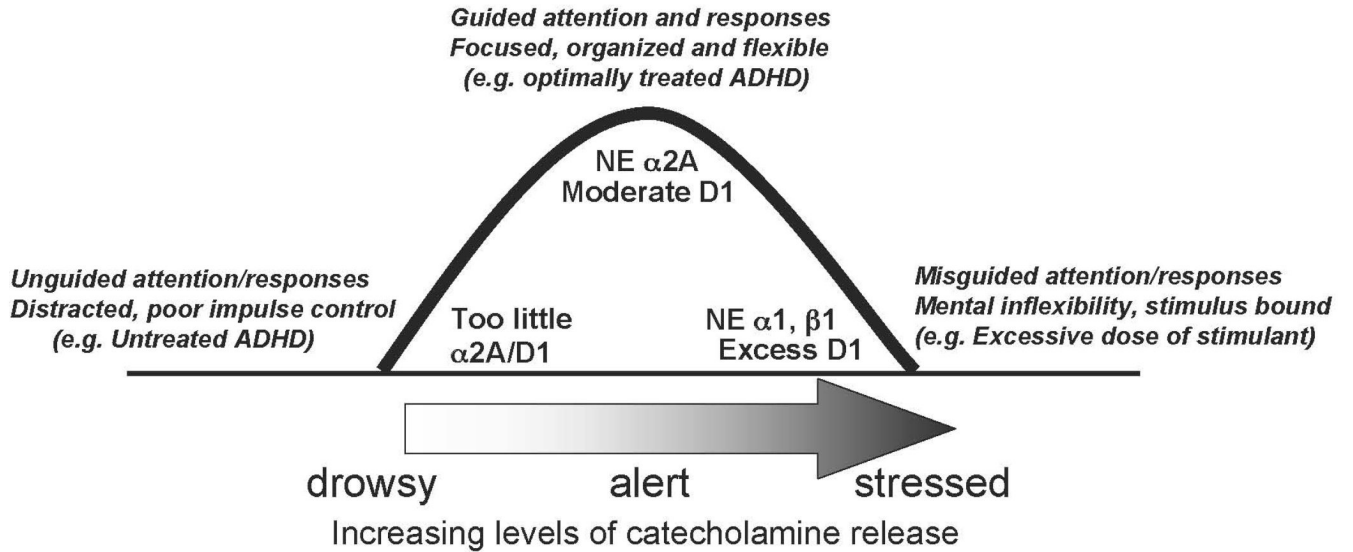 Guided attention and responses
Focused, organized and flexible
(e.g. optimally treated ADHD)
NE α2A
Moderate D1
Unguided attention/responses
Distracted, poor impulse control
(e.g. Untreated ADHD)
Too little
α2A/D1
NE α1, β1
Excess D1
Misguided attention/responses
Mental inflexibility, stimulus bound
(e.g. Excessive dose of stimulant)
drowsy alert stressed
Increasing levels of catecholamine release